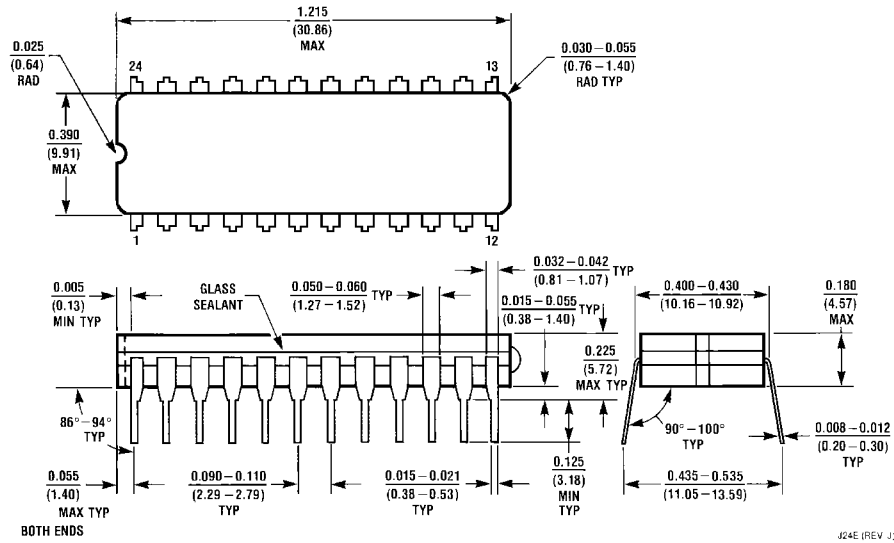 1.215
(30.86)
MAX
0.025
(0.64)
RAD
24
13
0.030–0.055
(0.76–1.40)
RAD TYP
0.390
(9.91)
MAX
1
12
0.005
(0.13)
MIN TYP
GLASS
SEALANT
0.050–0.060
(1.27–1.52)
TYP
0.032–0.042
(0.81–1.07)
TYP
0.015–0.055
(0.38–1.40)
TYP
0.400–0.430
(10.16–10.92)
0.180
(4.57)
MAX
0.225
(5.72)
MAX TYP
86°–94°
TYP
90°–100°
TYP
0.008–0.012
(0.20–0.30)
TYP
0.055
(1.40)
MAX TYP
BOTH ENDS
0.090–0.110
(2.29–2.79)
TYP
0.015–0.021
(0.38–0.53)
TYP
0.125
(3.18)
MIN
TYP
0.435–0.535
(11.05–13.59)
J24E (REV J)